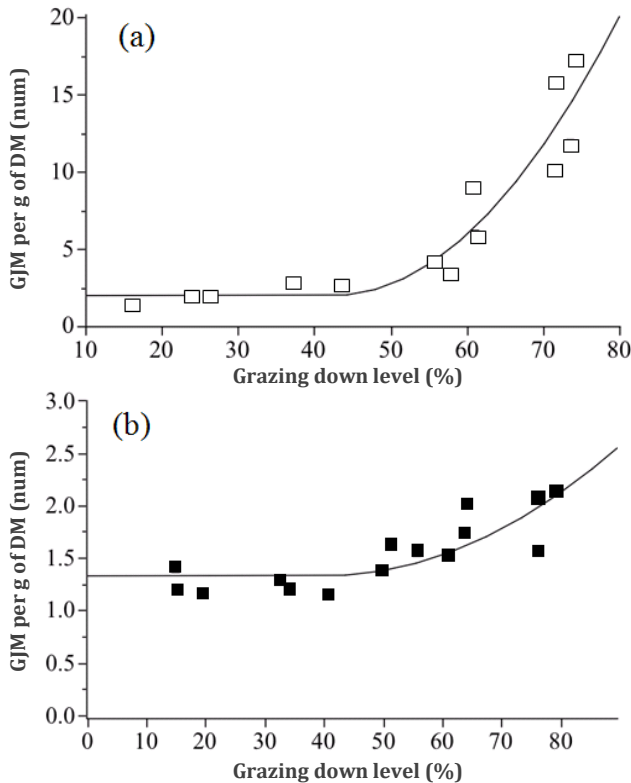 (a)
GJM per g of DM (num)
20
15
10
5
0
10 20 30 40 50 60 70 80
Grazing down level (%)
(b)
GJM per g of DM (num)
3.0
2.5
2.0
1.5
1.0
0.5
0.0
0 10 20 30 40 50 60 70 80
Grazing down level (%)